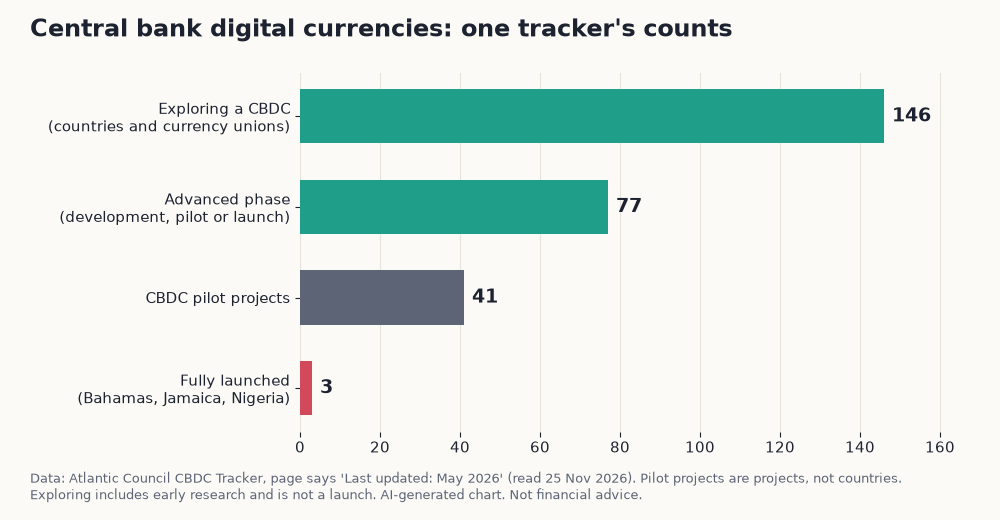 Central bank digital currencies: one tracker's counts
Exploring a CBDC
(countries and currency unions)
146
Advanced phase
(development, pilot or launch)
77
CBDC pilot projects
41
Fully launched
(Bahamas, Jamaica, Nigeria)
3
0 20 40 60 80 100 120 140 160
Data: Atlantic Council CBDC Tracker, page says 'Last updated: May 2026' (read 25 Nov 2026). Pilot projects are projects, not countries.
Exploring includes early research and is not a launch. AI-generated chart. Not financial advice.